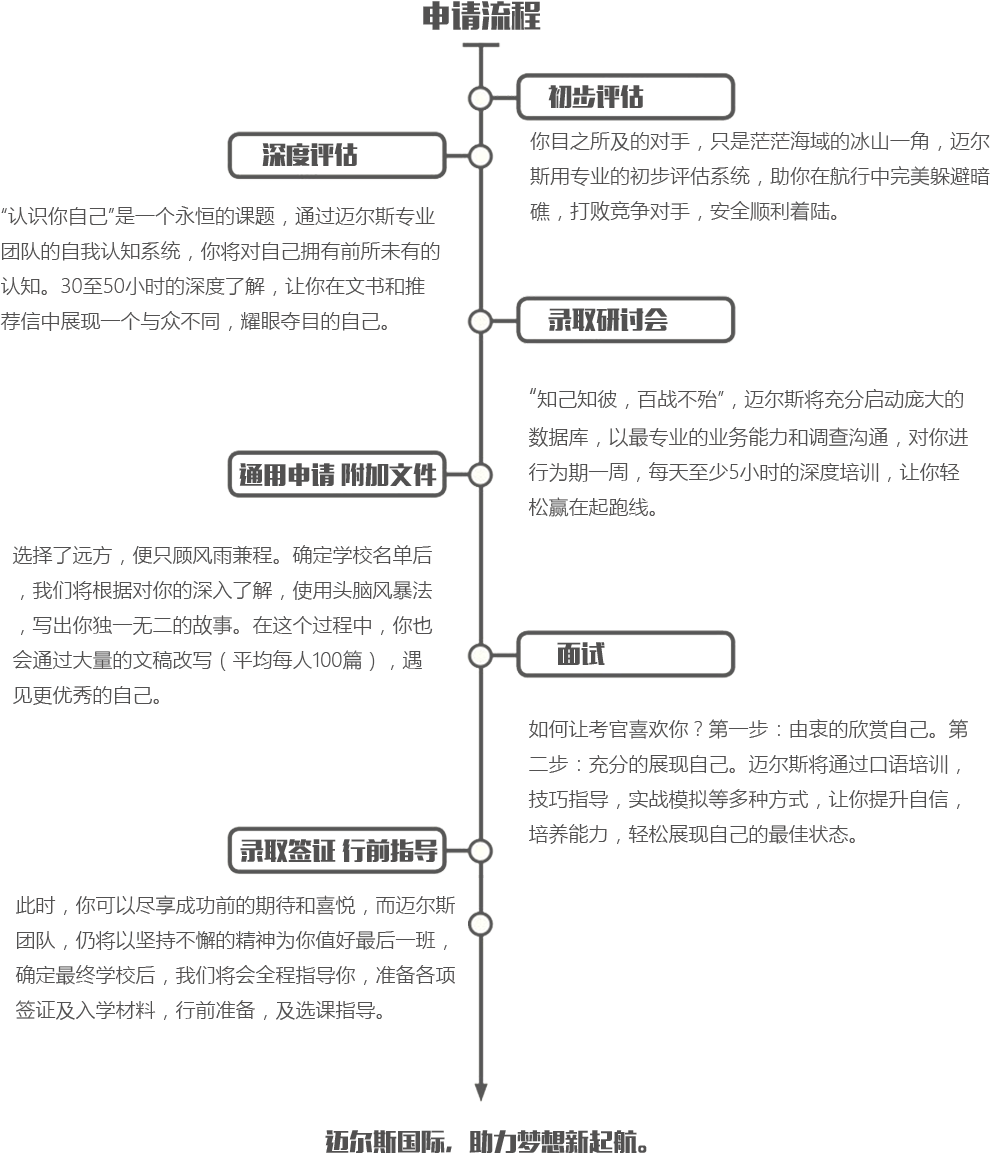 申请流程
初步评估
你目之所及的对手，只是茫茫海域的冰山一角，迈尔
斯用专业的初步评估系统，助你在航行中完美躲避暗
礁，打败竞争对手，安全顺利着陆。
深度评估
“认识你自己”是一个永恒的课题，通过迈尔斯专业
团队的自我认知系统，你将对自己拥有前所未有的
认知。30至50小时的深度了解，让你在文书和推
荐信中展现一个与众不同，耀眼夺目的自己。
录取研讨会
“知己知彼，百战不殆”，迈尔斯将充分启动庞大的
数据库，以最专业的业务能力和调查沟通，对你进
行为期一周，每天至少5小时的深度培训，让你轻
松赢在起跑线。
通用申请 附加文件
选择了远方，便只顾风雨兼程。确定学校名单后
，我们将根据对你的深入了解，使用头脑风暴法
，写出你独一无二的故事。在这个过程中，你也
会通过大量的文稿改写（平均每人100篇），遇
见更优秀的自己。
面试
如何让考官喜欢你？第一步：由衷的欣赏自己。第
二步：充分的展现自己。迈尔斯将通过口语培训，
技巧指导，实战模拟等多种方式，让你提升自信，
培养能力，轻松展现自己的最佳状态。
录取签证 行前指导
此时，你可以尽享成功前的期待和喜悦，而迈尔斯
团队，仍将以坚持不懈的精神为你值好最后一班，
确定最终学校后，我们将会全程指导你，准备各项
签证及入学材料，行前准备，及选课指导。
迈尔斯国际，助力梦想新起航。